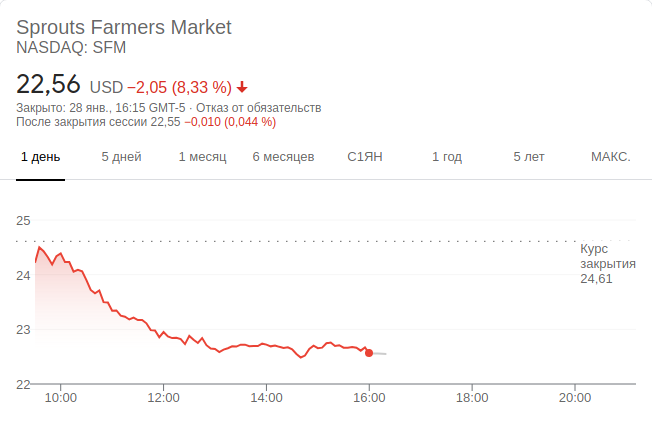 Sprouts Farmers Market
NASDAQ: SFM
22,56 USD −2,05 (8,33 %)
Закрыто: 28 янв., 16:15 GMT-5 · Отказ от обязательств
После закрытия сессии 22,55 −0,010 (0,044 %)
1 день 5 дней 1 месяц 6 месяцев С1ЯН 1 год 5 лет МАКС.
25
Курс
закрытия
24,61
24
23
22
10:00 12:00 14:00 16:00 18:00 20:00